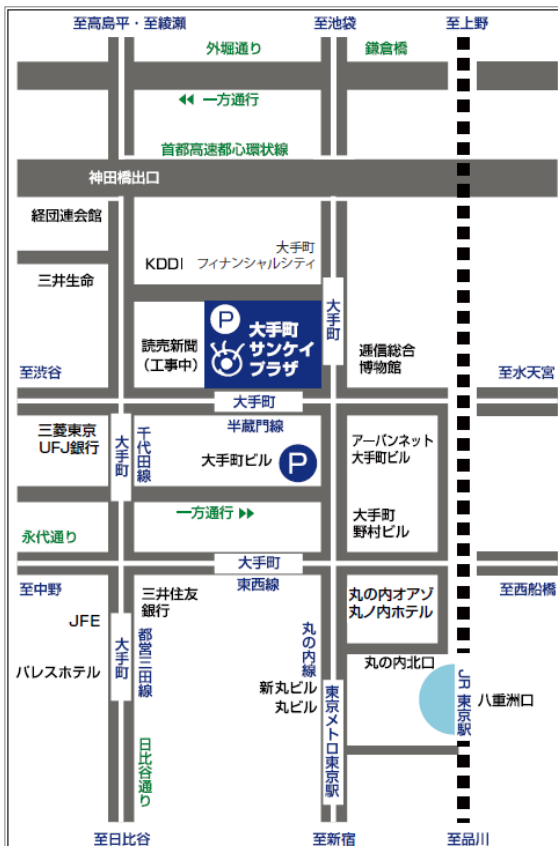 至高島平・至綾瀬
至池袋
至上野
外堀通り
鎌倉橋
一方通行
首都高速都心環状線
神田橋出口
経団連会館
大手町
フィナンシャルシティ
KDDI
三井生命
大手町
P
大手町
サンケイ
プラザ
読売新聞
(工事中)
逓信総合
博物館
至渋谷
至水天宮
大手町
半蔵門線
三菱東京
UFJ銀行
大手町
千代田線
大手町ビル
P
アーバンネット
大手町ビル
一方通行
大手町
野村ビル
永代通り
大手町
東西線
至中野
至西船橋
三井住友
銀行
丸の内オアゾ
丸ノ内ホテル
JFE
大手町
都営三田線
丸の内線
丸の内北口
パレスホテル
新丸ビル
丸ビル
東京メトロ東京駅
JR東京駅
八重洲口
日比谷通り
至日比谷
至新宿
至品川